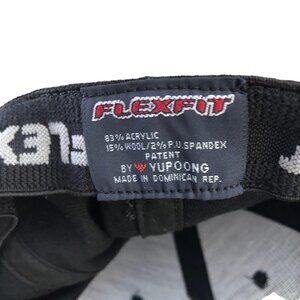 FLEXFIT
83% ACRYLIC
15% WOOL/2% P.U. SPANDEX
PATENT
BY YUPOONG
MADE IN DOMINICAN REP.